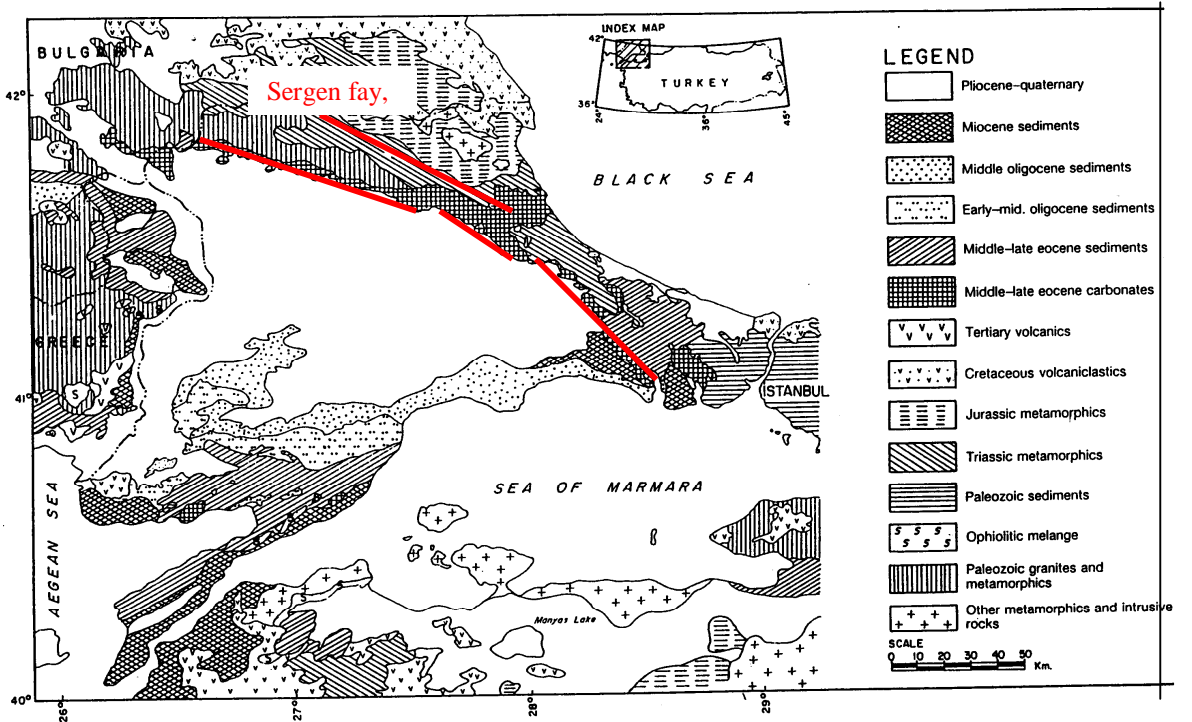 BULGARIA
Sergen fay,
INDEX MAP
42°
TURKEY
36°
24°
36°
45°
42°
BLACK SEA
GREECE
41°
ISTANBUL
SEA OF MARMARA
AEGEAN SEA
Manyas Lake
40°
26°
27°
28°
29°
LEGEND
Pliocene-quaternary
Miocene sediments
Middle oligocene sediments
Early-mid. oligocene sediments
Middle-late eocene sediments
Middle-late eocene carbonates
Tertiary volcanics
Cretaceous volcaniclastics
Jurassic metamorphics
Triassic metamorphics
Paleozoic sediments
Ophiolitic melange
Paleozoic granites and
metamorphics
Other metamorphics and intrusive
rocks
SCALE
0 10 20 30 40 50
Km.